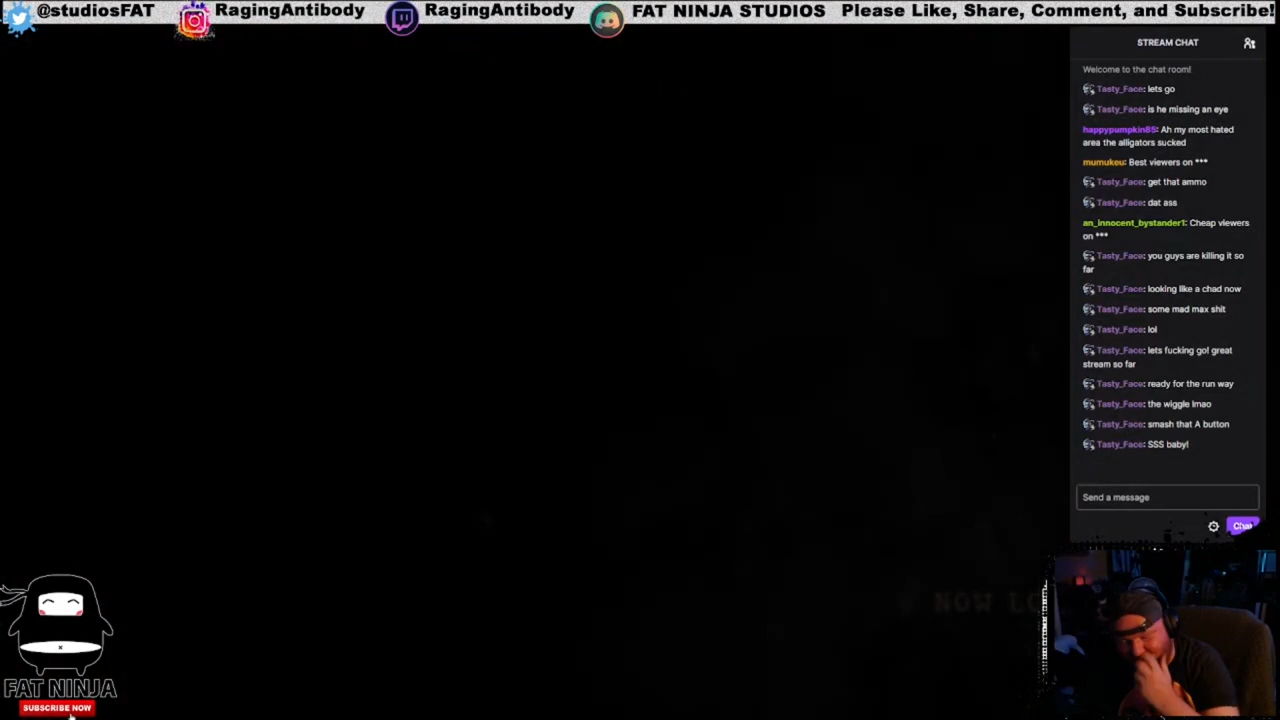 @studiosFAT RagingAntibody RagingAntibody FAT NINJA STUDIOS Please Like, Share, Comment, and Subscribe!
STREAM CHAT
Welcome to the chat room!
Tasty_Face: lets go
Tasty_Face: is he missing an eye
happypumpkin85: Ah my most hated
area the alligators sucked
mumukeu: Best viewers on ***
Tasty_Face: get that ammo
Tasty_Face: dat ass
an_innocent_bystander1: Cheap viewers
on ***
Tasty_Face: you guys are killing it so
far
Tasty_Face: looking like a chad now
Tasty_Face: some mad max shit
Tasty_Face: lol
Tasty_Face: lets fucking go! great
stream so far
Tasty_Face: ready for the run way
Tasty_Face: the wiggle lmao
Tasty_Face: smash that A button
Tasty_Face: SSS baby!
Send a message
Chat
NOW
FAT NINJA
SUBSCRIBE NOW